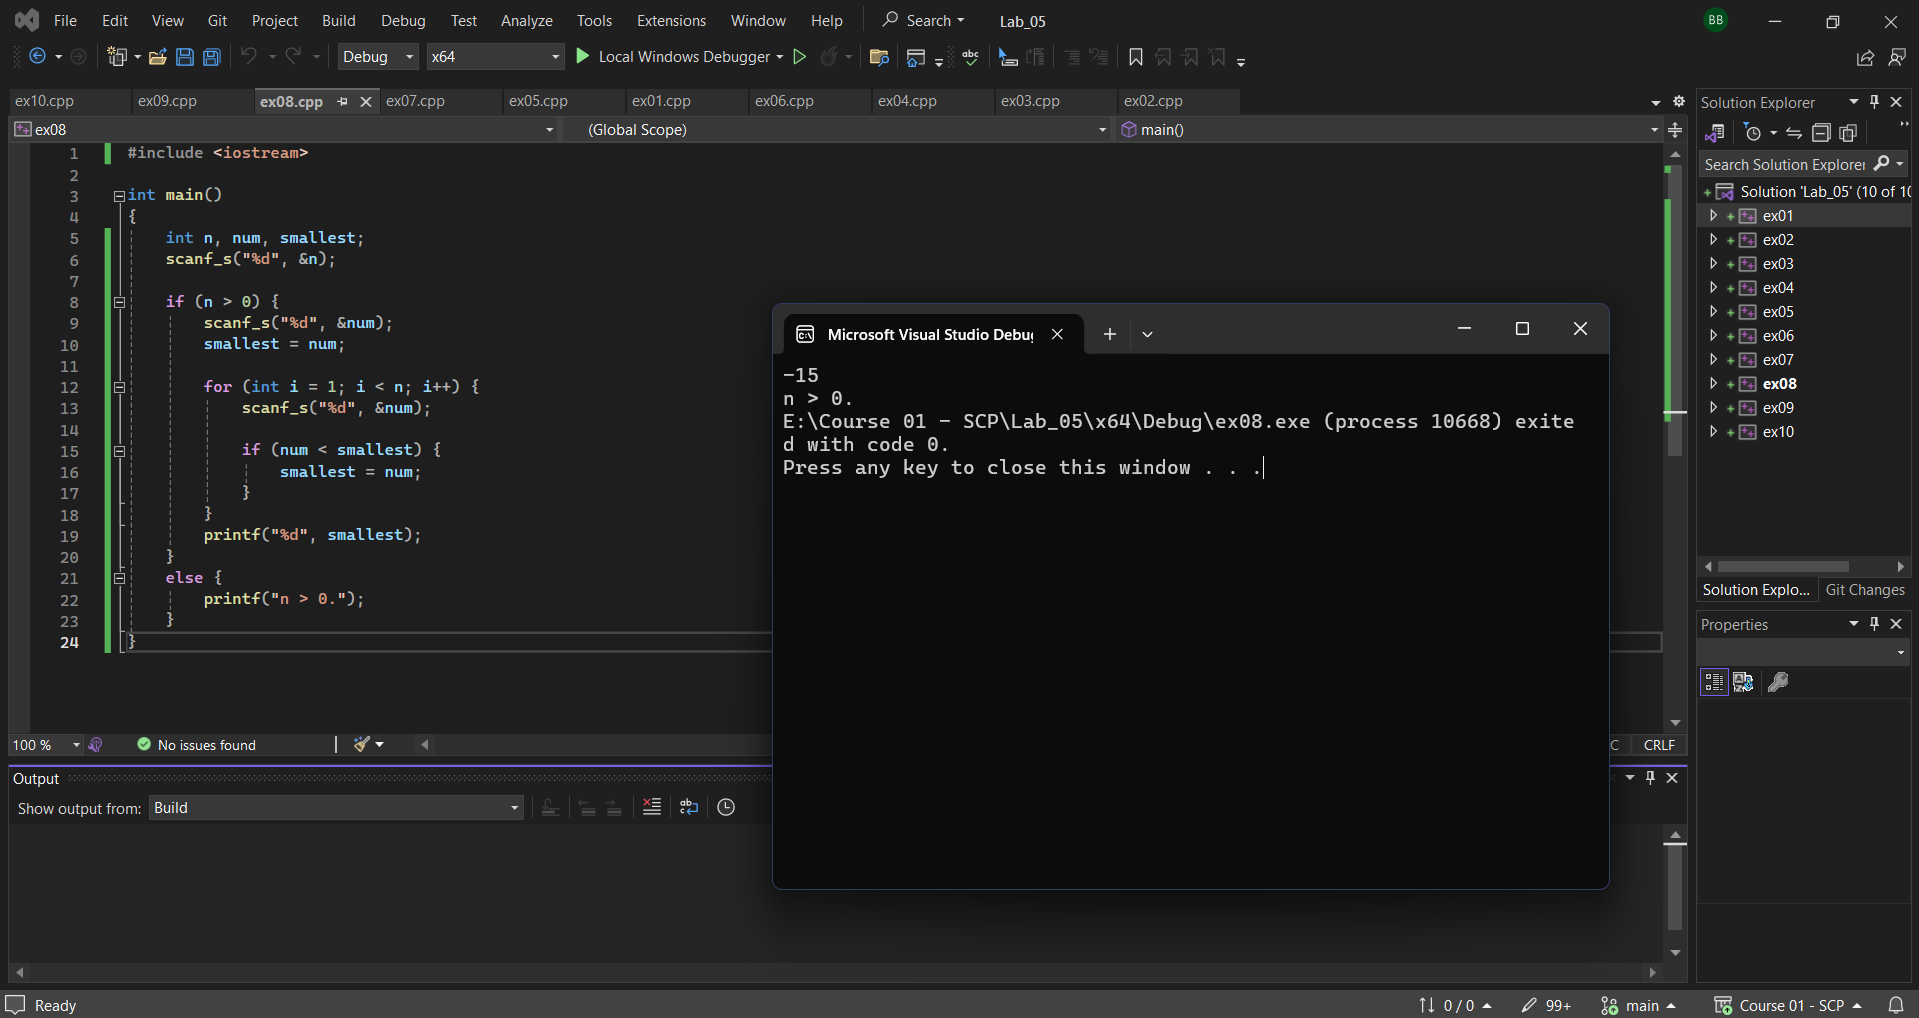 File Edit View Git Project Build Debug Test Analyze Tools Extensions Window Help Search Lab_05 BB
Debug x64 Local Windows Debugger
ex10.cpp ex09.cpp ex08.cpp ex07.cpp ex05.cpp ex01.cpp ex06.cpp ex04.cpp ex03.cpp ex02.cpp
ex08 (Global Scope) main()
1 #include <iostream>
2
3 int main()
4 {
5 int n, num, smallest;
6 scanf_s("%d", &n);
7
8 if (n > 0) {
9 scanf_s("%d", &num);
10 smallest = num;
11
12 for (int i = 1; i < n; i++) {
13 scanf_s("%d", &num);
14
15 if (num < smallest) {
16 smallest = num;
17 }
18 }
19 printf("%d", smallest);
20 }
21 else {
22 printf("n > 0.");
23 }
24 }
100 % No issues found
CRLF
Output
Show output from: Build
Microsoft Visual Studio Debu
-15
n > 0.
E:\Course 01 - SCP\Lab_05\x64\Debug\ex08.exe (process 10668) exite
d with code 0.
Press any key to close this window . . .
Solution Explorer
Search Solution Explorer
Solution 'Lab_05' (10 of 10
ex01
ex02
ex03
ex04
ex05
ex06
ex07
ex08
ex09
ex10
Solution Explo... Git Changes
Properties
Ready 0 / 0 99+ main Course 01 - SCP